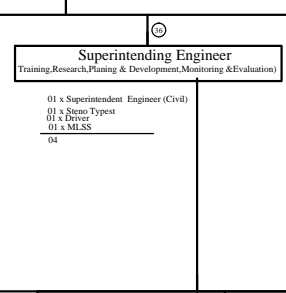 36
Superintending Engineer
Training,Research,Planing & Development,Monitoring &Evaluation)
01 x Superintendent Engineer (Civil)
01 x Steno Typest
01 x Driver
01 x MLSS
04